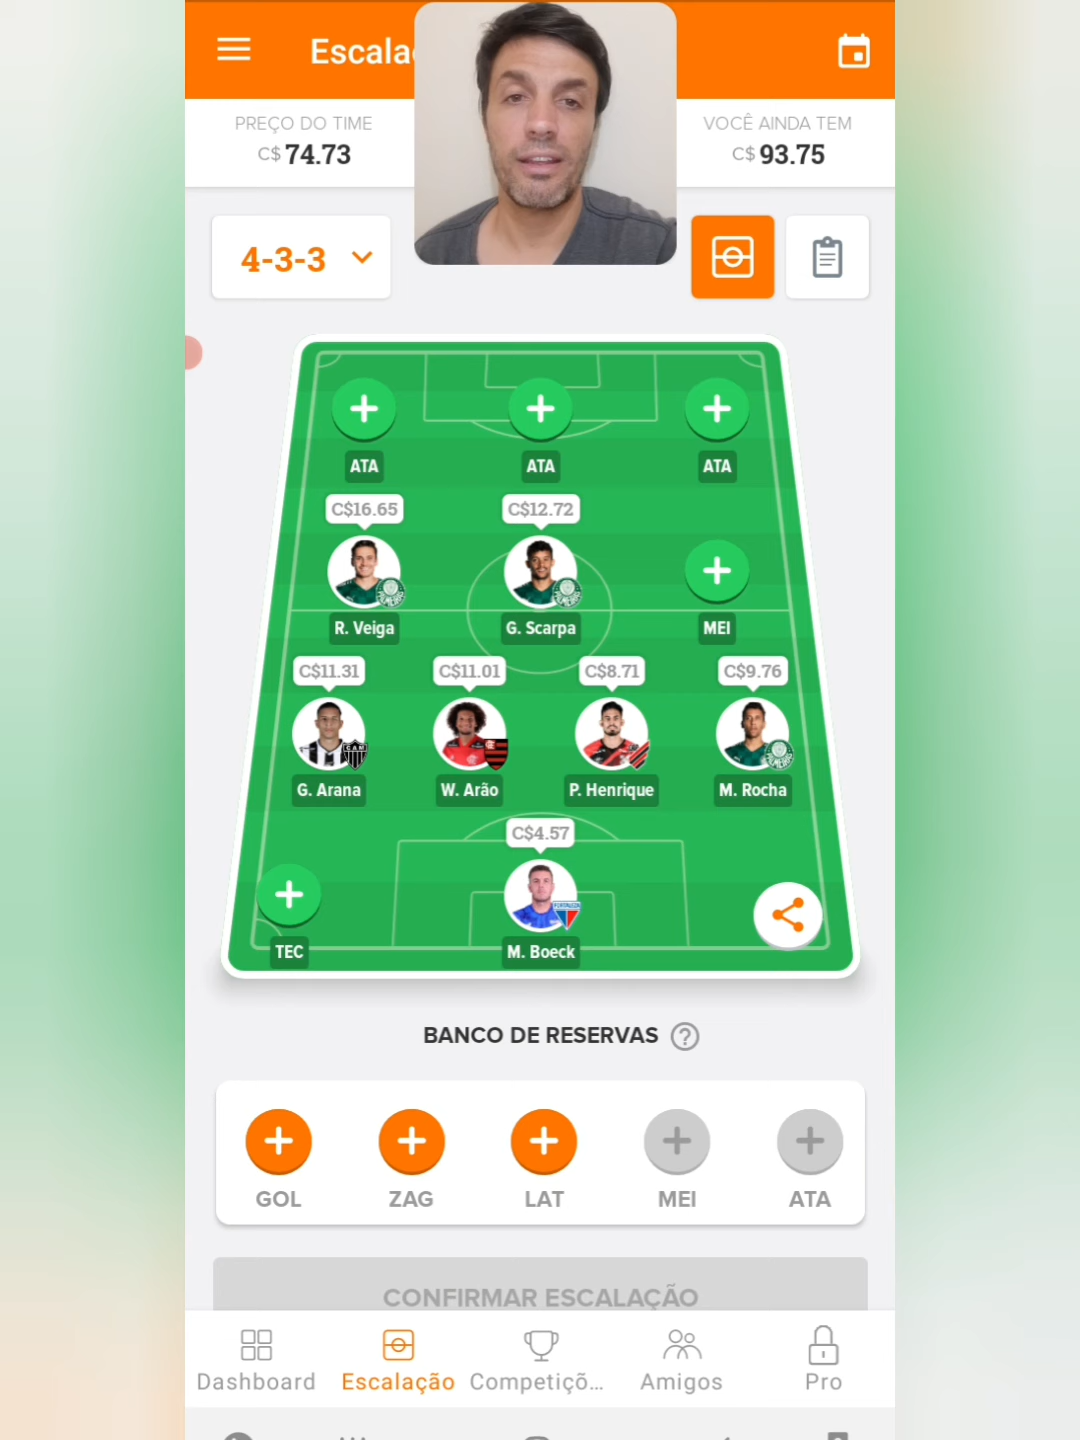 Escala
PREÇO DO TIME
C$ 74.73
VOCÊ AINDA TEM
C$ 93.75
4-3-3
ATA
ATA
ATA
C$16.65
C$12.72
R. Veiga
G. Scarpa
MEI
C$11.31
C$11.01
C$8.71
C$9.76
G. Arana
W. Arão
P. Henrique
M. Rocha
C$4.57
TEC
M. Boeck
BANCO DE RESERVAS ?
GOL
ZAG
LAT
MEI
ATA
CONFIRMAR ESCALAÇÃO
Dashboard
Escalação
Competiçõ...
Amigos
Pro